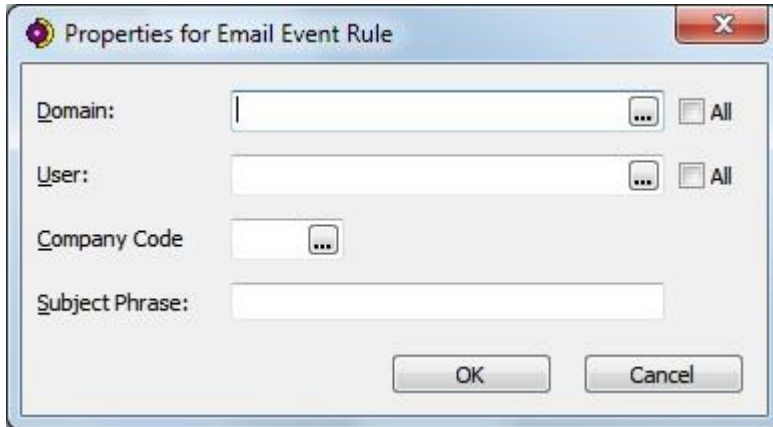 Properties for Email Event Rule
Domain: ... All
User: ... All
Company Code ...
Subject Phrase:
OK Cancel